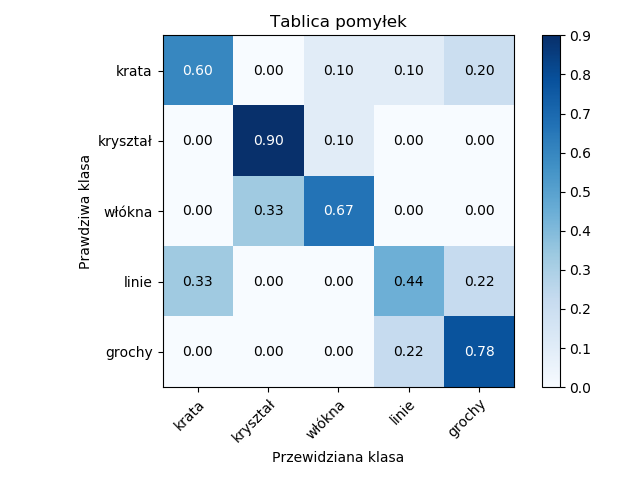 Tablica pomyłek
Prawdziwa klasa
krata 0.60 0.00 0.10 0.10 0.20
kryształ 0.00 0.90 0.10 0.00 0.00
włókna 0.00 0.33 0.67 0.00 0.00
linie 0.33 0.00 0.00 0.44 0.22
grochy 0.00 0.00 0.00 0.22 0.78
krata kryształ włókna linie grochy
Przewidziana klasa
0.9
0.8
0.7
0.6
0.5
0.4
0.3
0.2
0.1
0.0